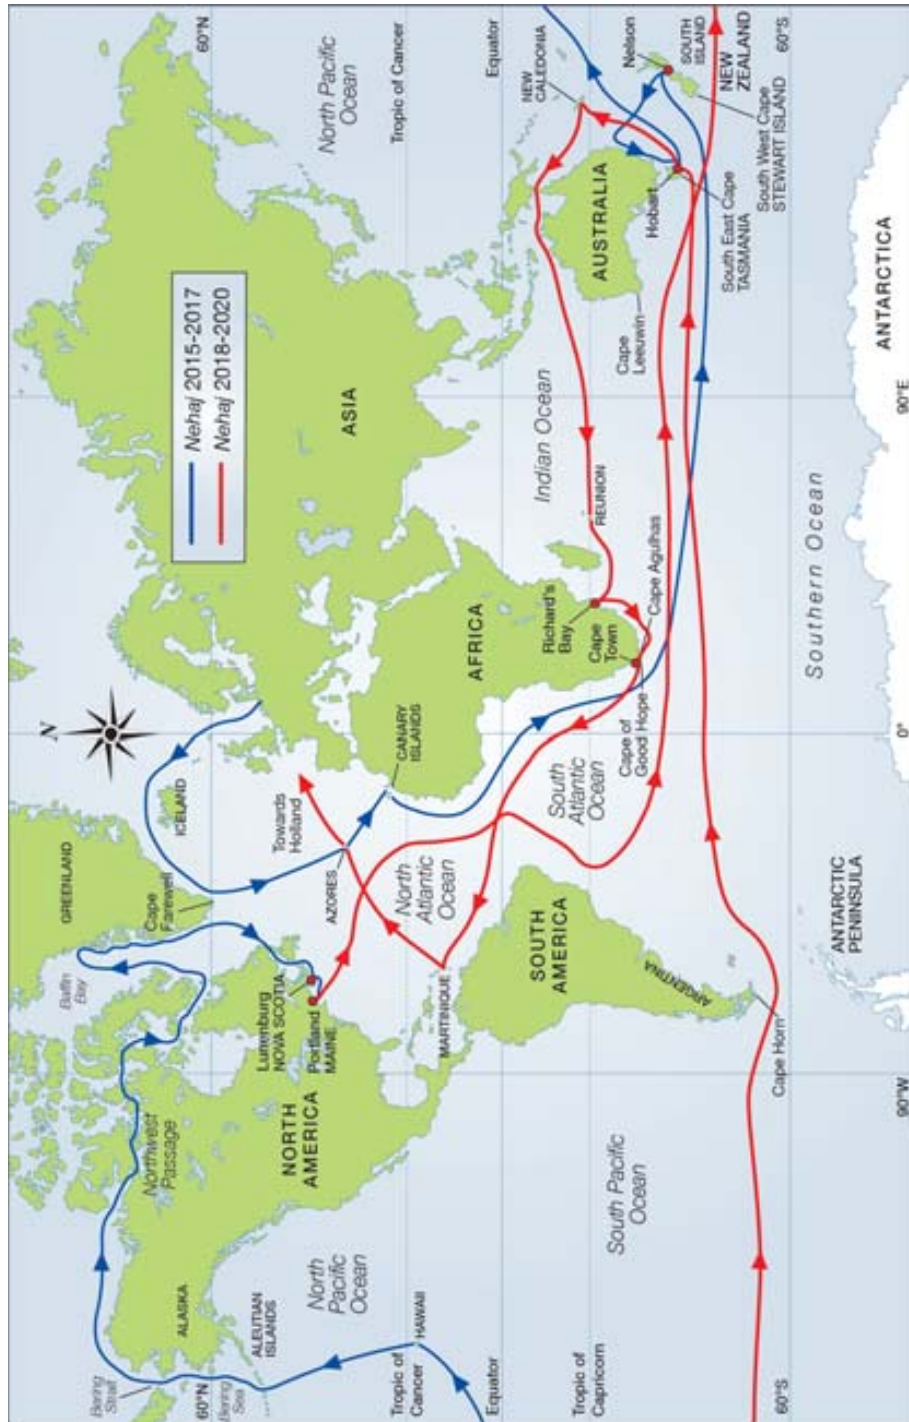 N
Nehaj 2015-2017
Nehaj 2018-2020
Bering
Strait
60°N
Bering
Sea
ALASKA
ALEUTIAN
ISLANDS
North
Pacific
Ocean
HAWAII
Tropic of
Cancer
Equator
Tropic of
Capricorn
60°S
South Pacific
Ocean
Northwest
Passage
Baffin
Bay
GREENLAND
Cape
Farewell
ICELAND
NORTH
AMERICA
Lunenburg
NOVA SCOTIA
Portland
MAINE
Towards
Holland
AZORES
North
Atlantic
Ocean
MARTINIQUE
CANARY
ISLANDS
SOUTH
AMERICA
ARGENTINA
Cape Horn
ANTARCTIC
PENINSULA
90°W
South
Atlantic
Ocean
AFRICA
Richard's
Bay
Cape
Town
Cape of
Good Hope
Cape Agulhas
0°
Southern Ocean
ASIA
Indian Ocean
REUNION
90°E
ANTARCTICA
60°N
North Pacific
Ocean
Tropic of Cancer
Equator
NEW
CALEDONIA
AUSTRALIA
Cape
Leeuwin
Hobart
South East Cape
TASMANIA
Nelson
SOUTH
ISLAND
NEW
ZEALAND
South West Cape
STEWART ISLAND
60°S